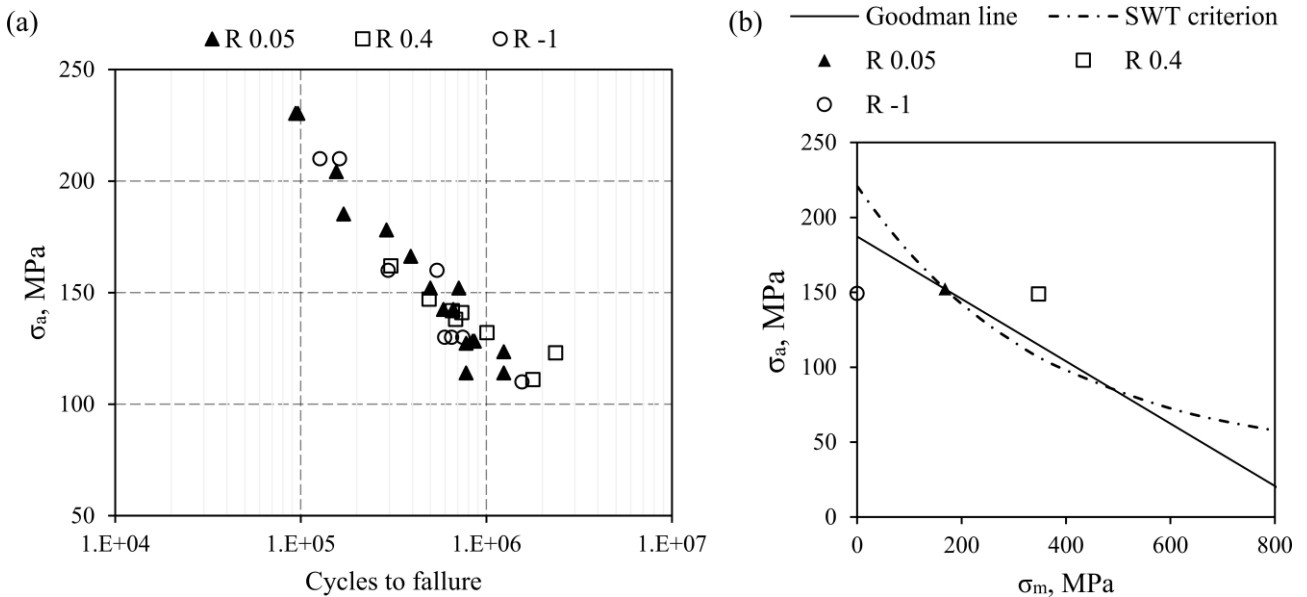 (a)
R 0.05 R 0.4 R -1
250
200
150
100
50
σa, MPa
1.E+04 1.E+05 1.E+06 1.E+07
Cycles to fallure
(b)
Goodman line SWT criterion
R 0.05 R 0.4
R -1
250
200
150
100
50
0
σa, MPa
0 200 400 600 800
σm, MPa